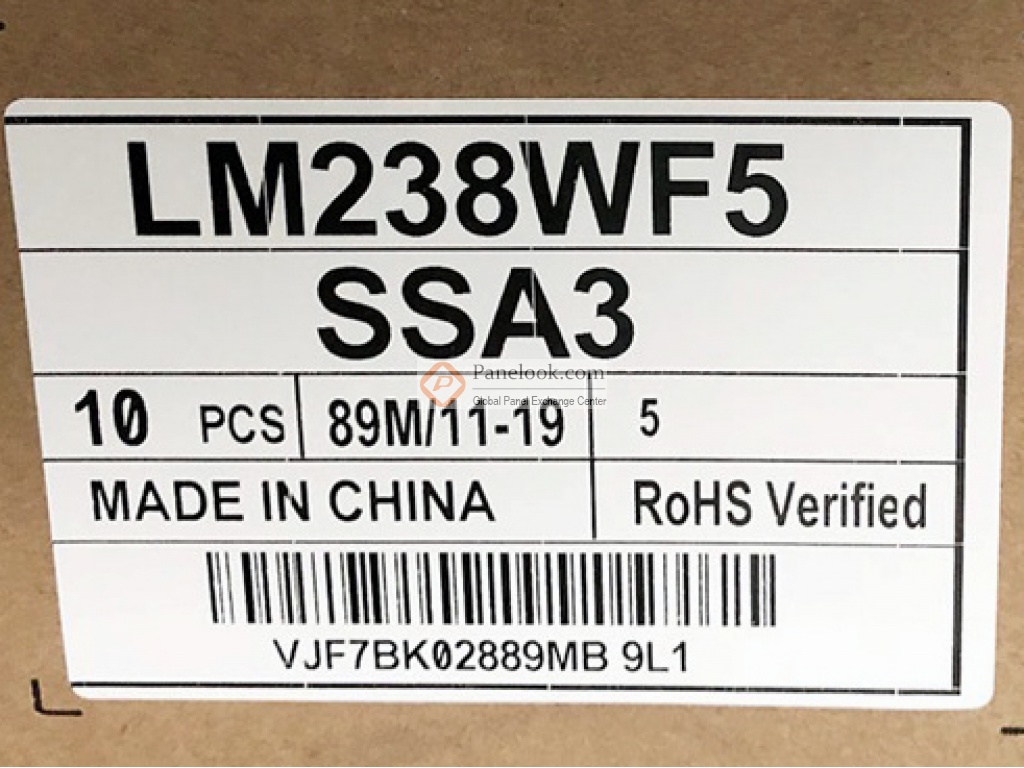 LM238WF5
SSA3
Panelook.com
Global Panel Exchange Center
10 PCS 89M/11-19 5
MADE IN CHINA RoHS Verified
VJF7BK02889MB 9L1